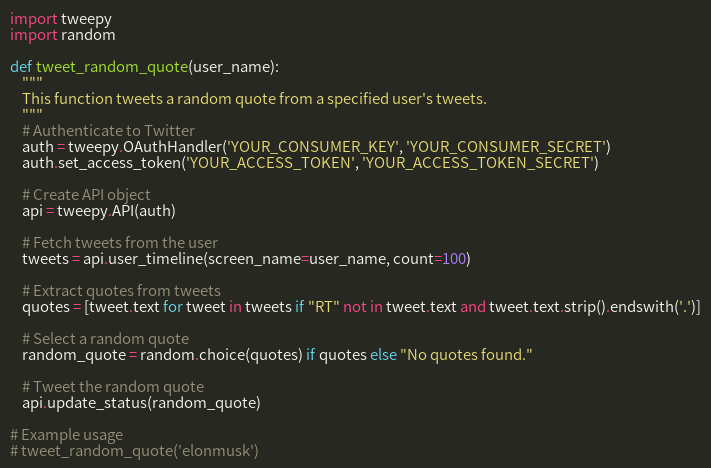 import tweepy
import random
def tweet_random_quote(user_name):
"""
This function tweets a random quote from a specified user's tweets.
"""
# Authenticate to Twitter
auth = tweepy.OAuthHandler('YOUR_CONSUMER_KEY', 'YOUR_CONSUMER_SECRET')
auth.set_access_token('YOUR_ACCESS_TOKEN', 'YOUR_ACCESS_TOKEN_SECRET')
# Create API object
api = tweepy.API(auth)
# Fetch tweets from the user
tweets = api.user_timeline(screen_name=user_name, count=100)
# Extract quotes from tweets
quotes = [tweet.text for tweet in tweets if "RT" not in tweet.text and tweet.text.strip().endswith('.')]
# Select a random quote
random_quote = random.choice(quotes) if quotes else "No quotes found."
# Tweet the random quote
api.update_status(random_quote)
# Example usage
# tweet_random_quote('elonmusk')